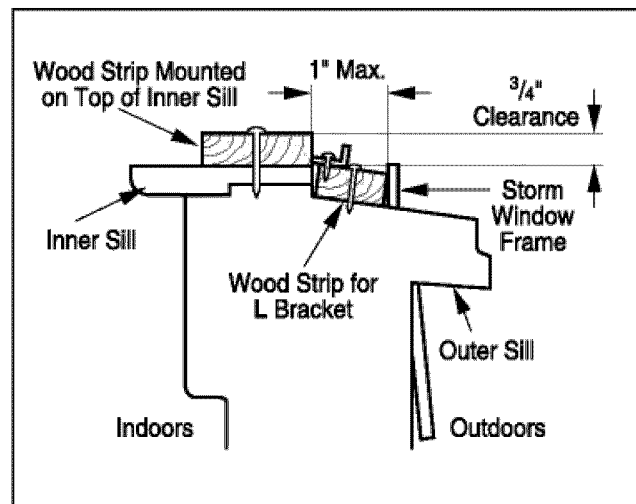 Wood Strip Mounted
on Top of Inner Sill
1" Max.
3/4"
Clearance
Inner Sill
Storm
Window
Frame
Wood Strip for
L Bracket
Outer Sill
Indoors
Outdoors